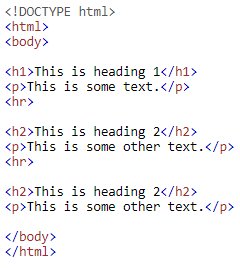 <!DOCTYPE html>
<html>
<body>
<h1>This is heading 1</h1>
<p>This is some text.</p>
<hr>
<h2>This is heading 2</h2>
<p>This is some other text.</p>
<hr>
<h2>This is heading 2</h2>
<p>This is some other text.</p>
</body>
</html>